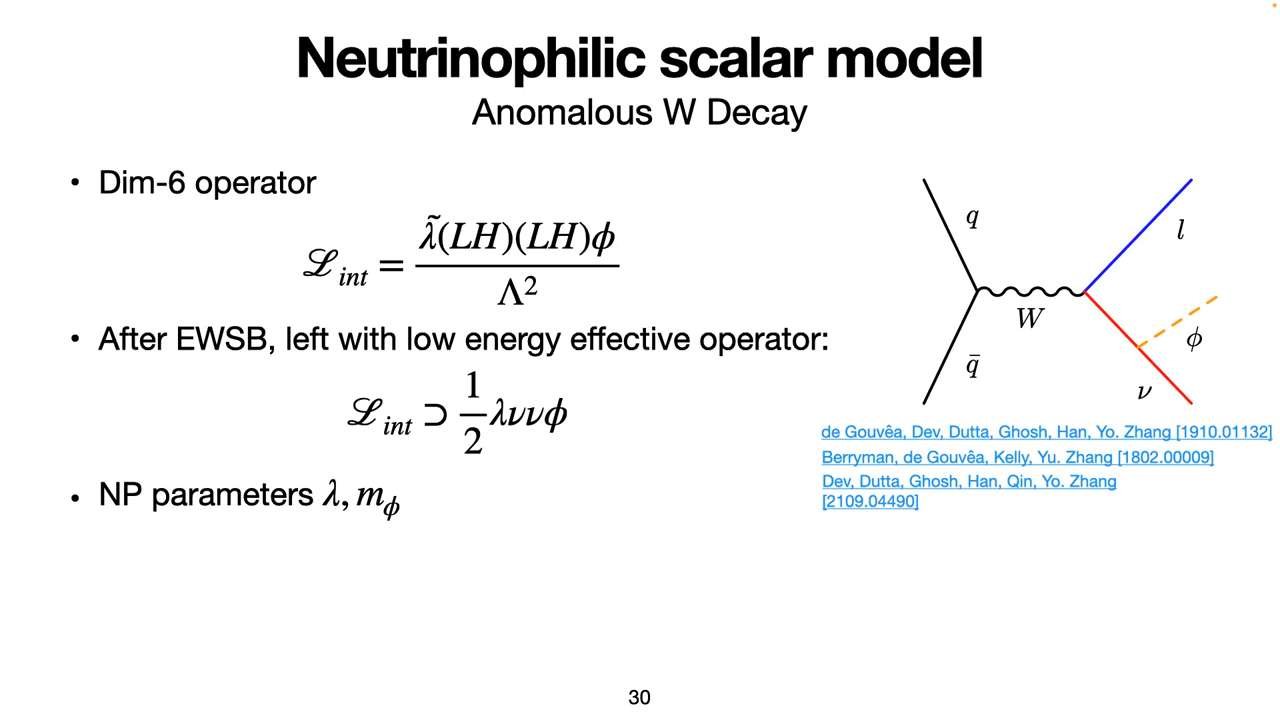 Neutrinophilic scalar model
Anomalous W Decay
• Dim-6 operator
ℒ_int = λ̃(LH)(LH)ϕ / Λ²
• After EWSB, left with low energy effective operator:
ℒ_int ⊃ 1/2 λννϕ
• NP parameters λ, m_ϕ
q
l
W
ϕ
q̄
ν
de Gouvêa, Dev, Dutta, Ghosh, Han, Yo. Zhang [1910.01132]
Berryman, de Gouvêa, Kelly, Yu. Zhang [1802.00009]
Dev, Dutta, Ghosh, Han, Qin, Yo. Zhang
[2109.04490]
30